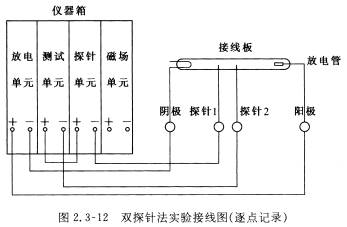 仪器箱
放电 测试 探针 磁场
单元 单元 单元 单元
+ - + - + - + -
接线板
放电管
阴极 探针1 探针2 阳极
图 2.3-12 双探针法实验接线图(逐点记录)